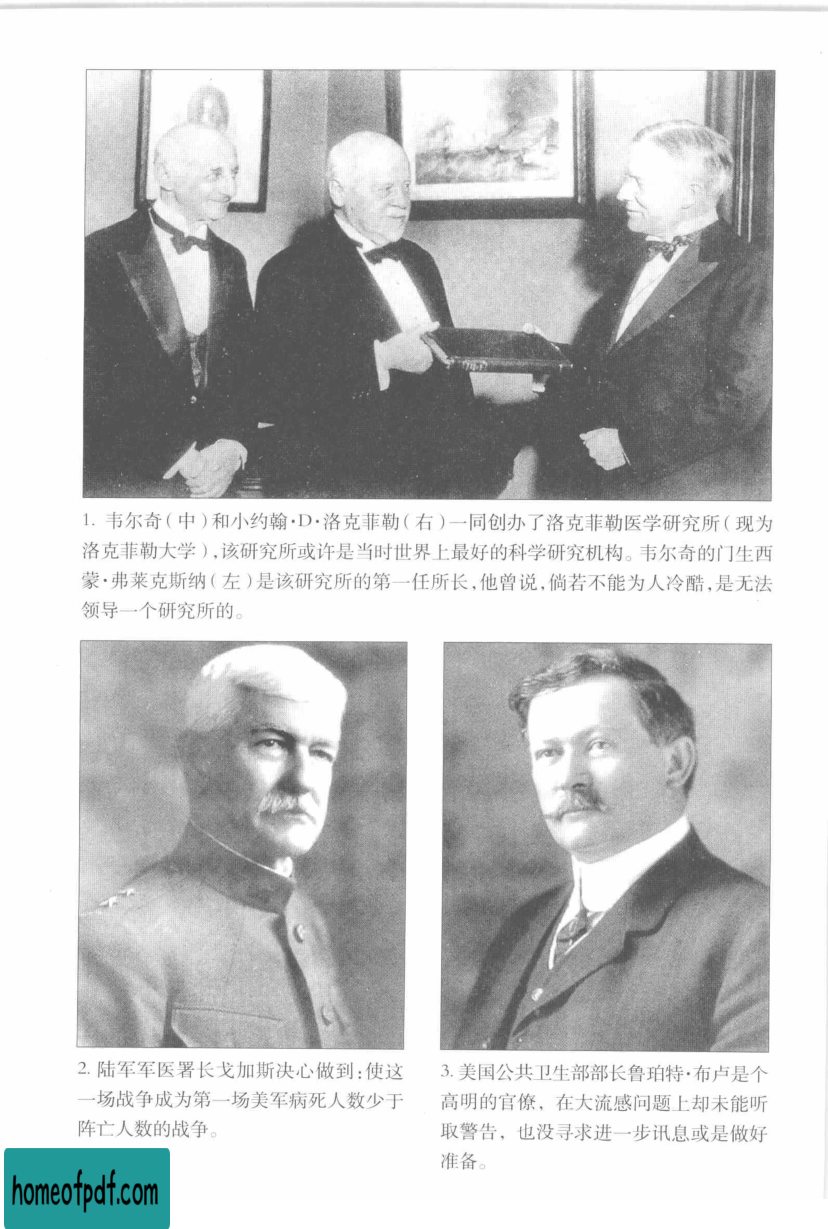 1. 韦尔奇(中)和小约翰·D·洛克菲勒(右)一同创办了洛克菲勒医学研究所(现为
洛克菲勒大学),该研究所或许是当时世界上最好的科学研究机构。韦尔奇的门生西
蒙·弗莱克斯纳(左)是该研究所的第一任所长,他曾说,倘若不能为人冷酷,是无法
领导一个研究所的。
2. 陆军军医署长戈加斯决心做到:使这
一场战争成为第一场美军病死人数少于
阵亡人数的战争。
3. 美国公共卫生部部长鲁珀特·布卢是个
高明的官僚, 在大流感问题上却未能听
取警告, 也没寻求进一步讯息或是做好
准备。
homeofpdf.com